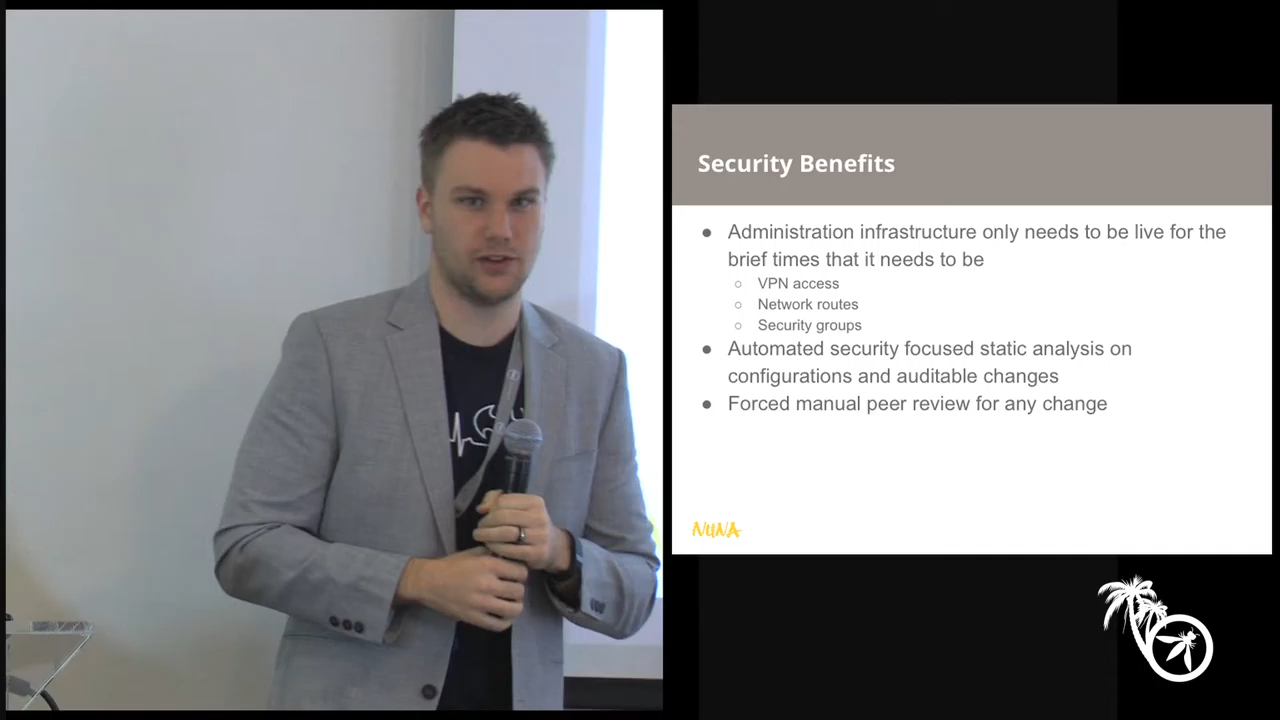 Security Benefits
● Administration infrastructure only needs to be live for the
brief times that it needs to be
○ VPN access
○ Network routes
○ Security groups
● Automated security focused static analysis on
configurations and auditable changes
● Forced manual peer review for any change
NUNA